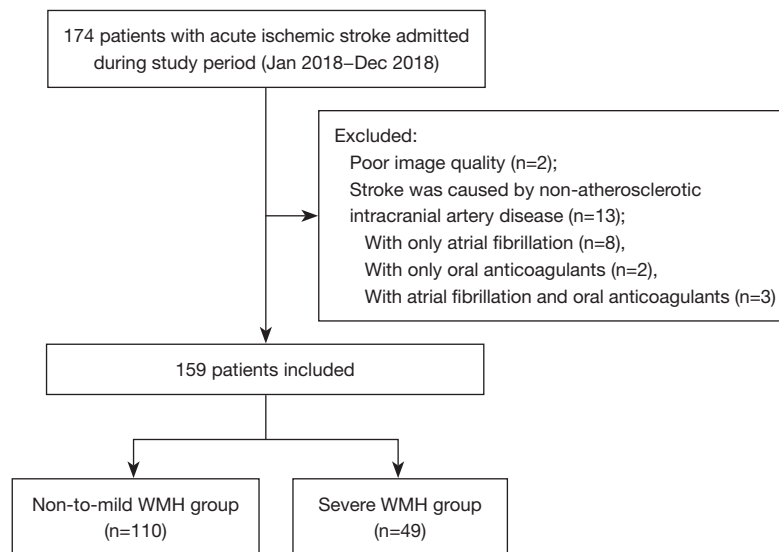 174 patients with acute ischemic stroke admitted
during study period (Jan 2018–Dec 2018)
Excluded:
Poor image quality (n=2);
Stroke was caused by non-atherosclerotic
intracranial artery disease (n=13);
With only atrial fibrillation (n=8),
With only oral anticoagulants (n=2),
With atrial fibrillation and oral anticoagulants (n=3)
159 patients included
Non-to-mild WMH group
(n=110)
Severe WMH group
(n=49)